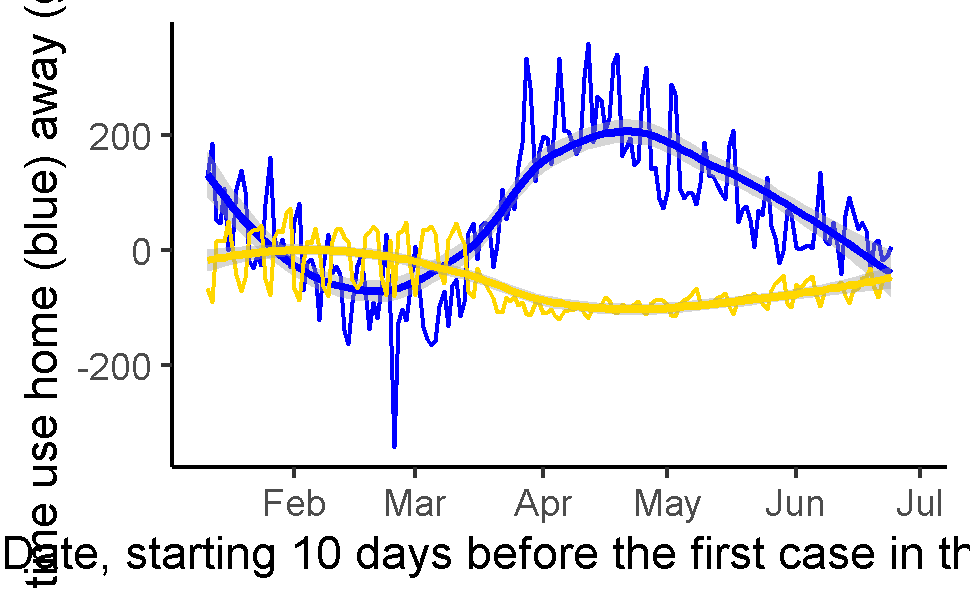 time use home (blue) away (
200
0
-200
Feb Mar Apr May Jun Jul
Date, starting 10 days before the first case in th